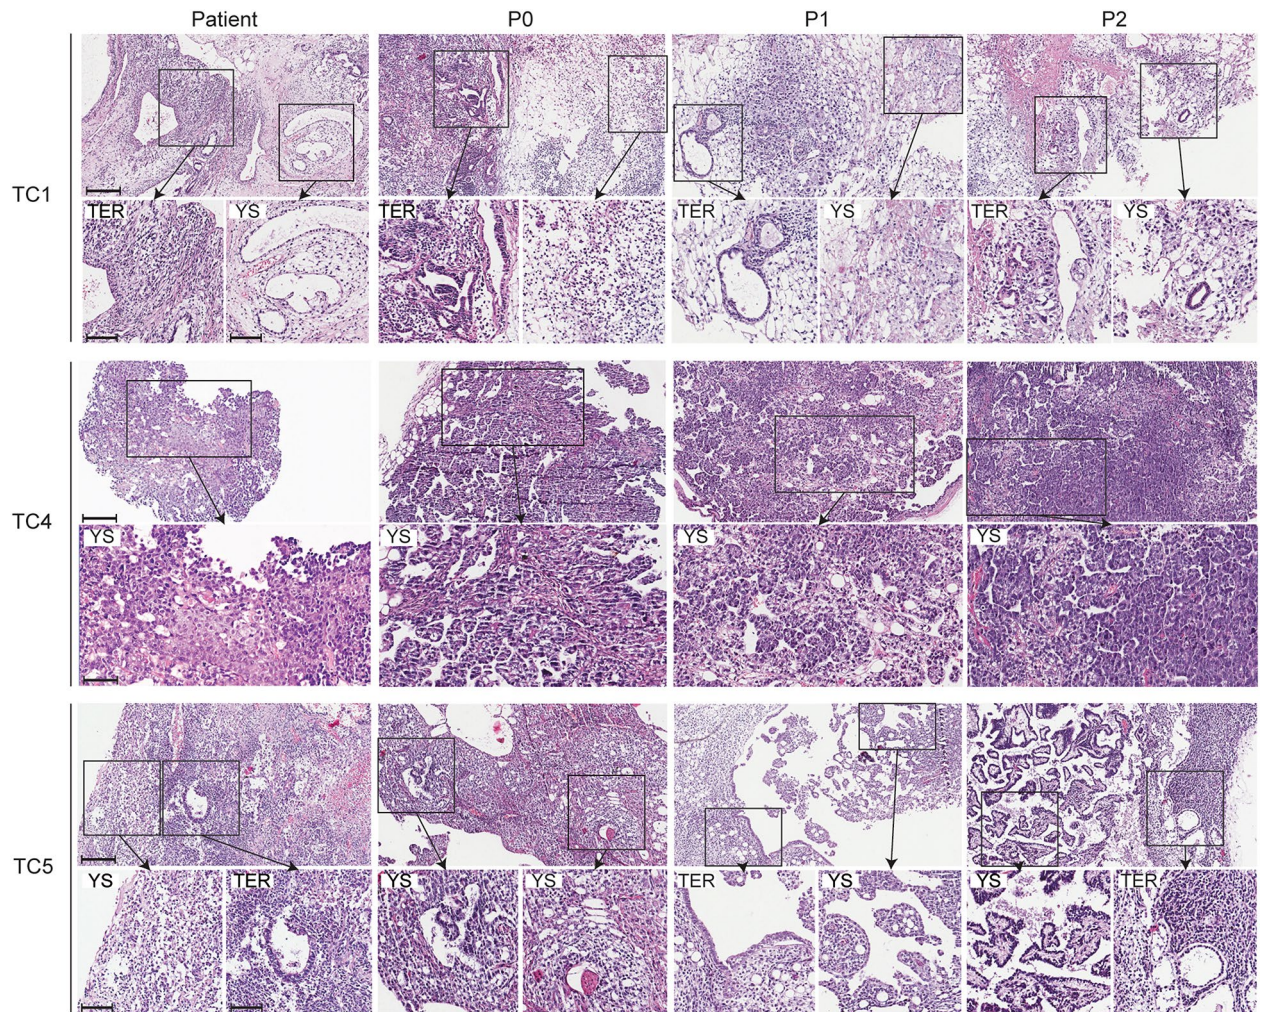 Patient P0 P1 P2
TC1
TER YS TER TER YS TER YS
TC4
YS YS YS YS
TC5
YS TER YS YS TER YS YS TER